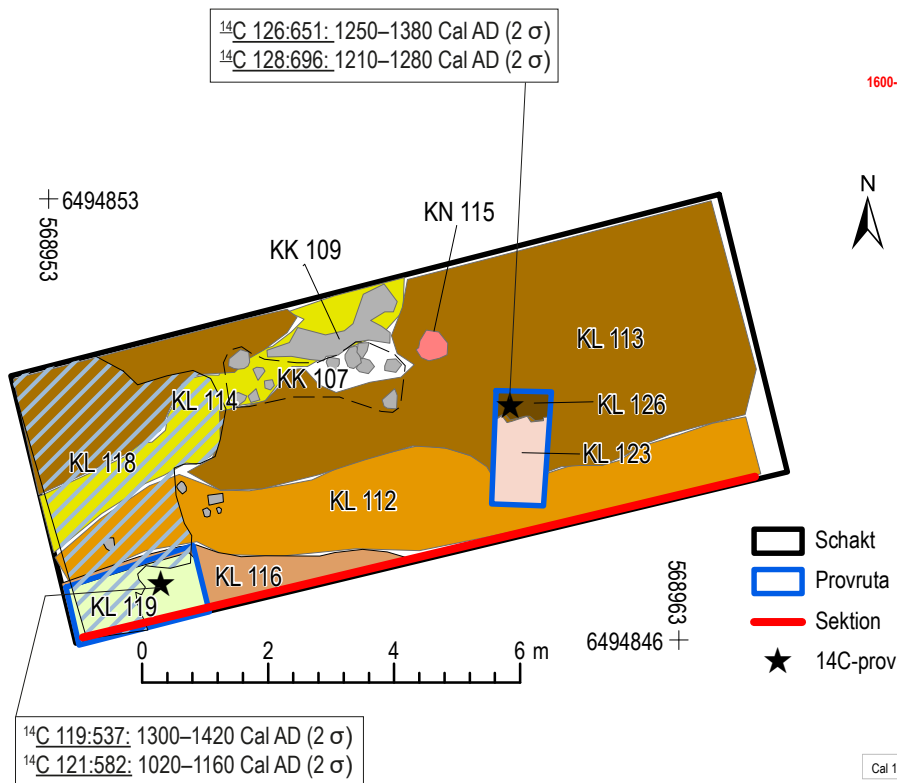 ¹⁴C 126:651: 1250–1380 Cal AD (2 σ)
¹⁴C 128:696: 1210–1280 Cal AD (2 σ)
1600-
N
6494853
568953
KN 115
KK 109
KL 113
KK 107
KL 114
KL 126
KL 123
KL 118
KL 112
KL 116
KL 119
Schakt
Provruta
Sektion
14C-prov
568963
6494846
0 2 4 6 m
¹⁴C 119:537: 1300–1420 Cal AD (2 σ)
¹⁴C 121:582: 1020–1160 Cal AD (2 σ)
Cal 1